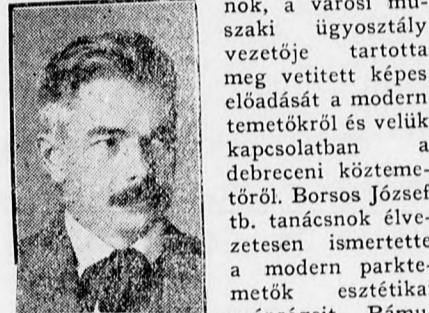 nok, a városi mű-
szaki ügyosztály
vezetője tartotta
meg vetitett képes
előadását a modern
temetőkről és velük
kapcsolatban a
debreceni közteme-
tőről. Borsos József
tb. tanácsnok élve-
zetesen ismertette
a modern parkte-
metők esztétikai